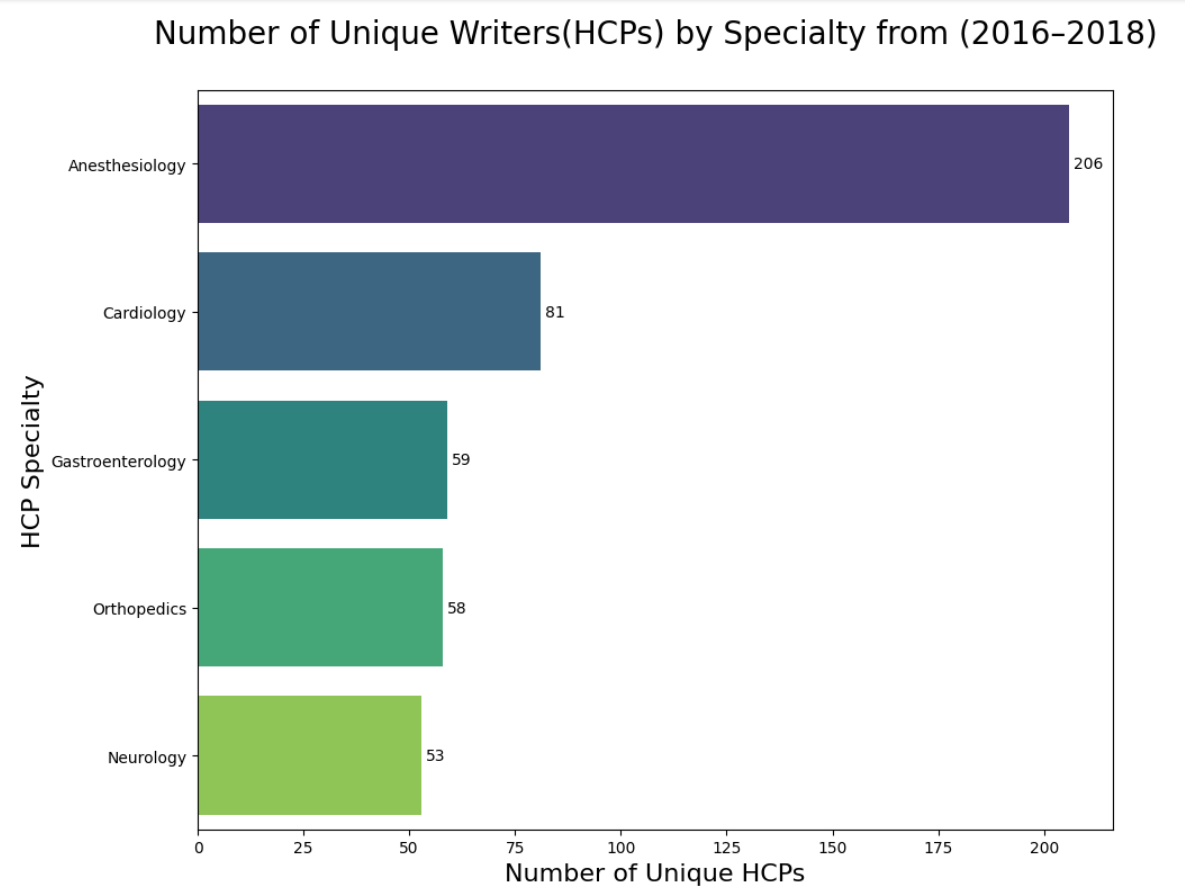 Number of Unique Writers(HCPs) by Specialty from (2016–2018)
HCP Specialty
Anesthesiology
206
Cardiology
81
Gastroenterology
59
Orthopedics
58
Neurology
53
0 25 50 75 100 125 150 175 200
Number of Unique HCPs